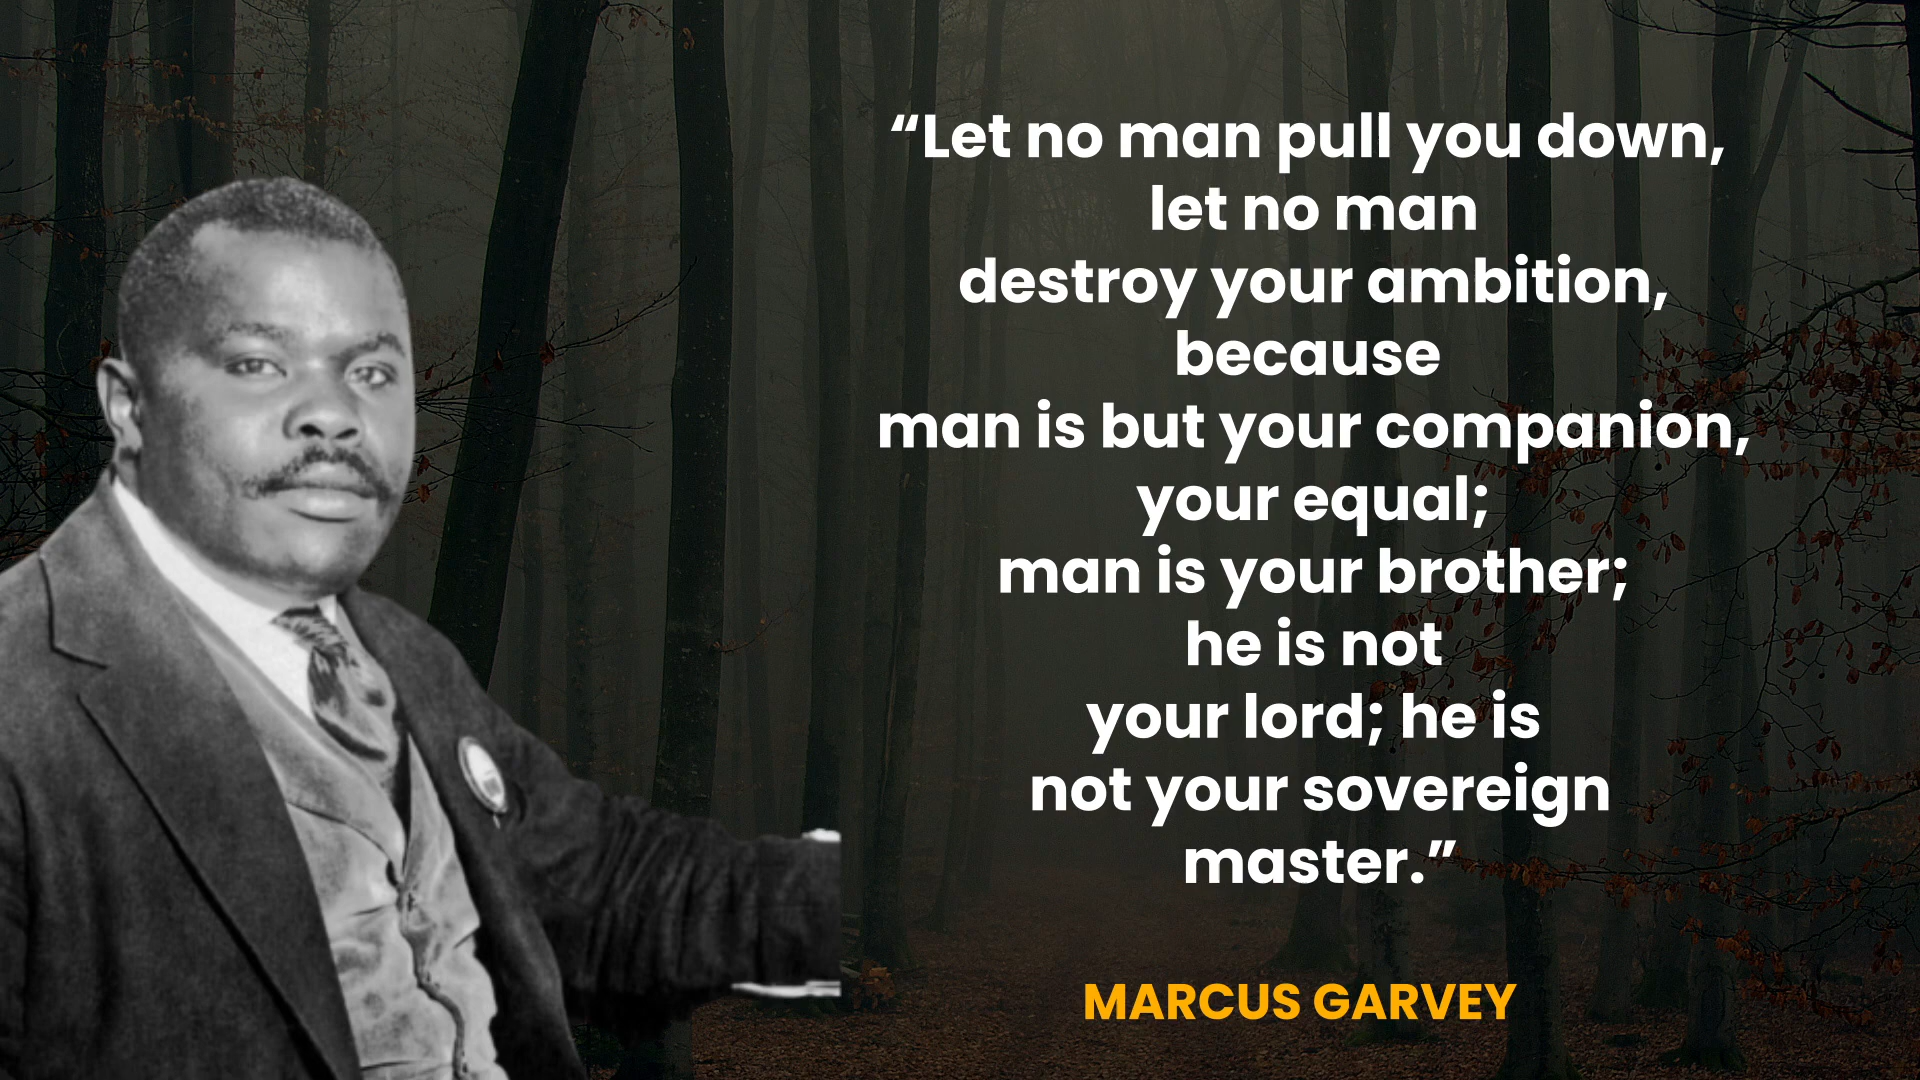 “Let no man pull you down,
let no man
destroy your ambition,
because
man is but your companion,
your equal;
man is your brother;
he is not
your lord; he is
not your sovereign
master.”
MARCUS GARVEY